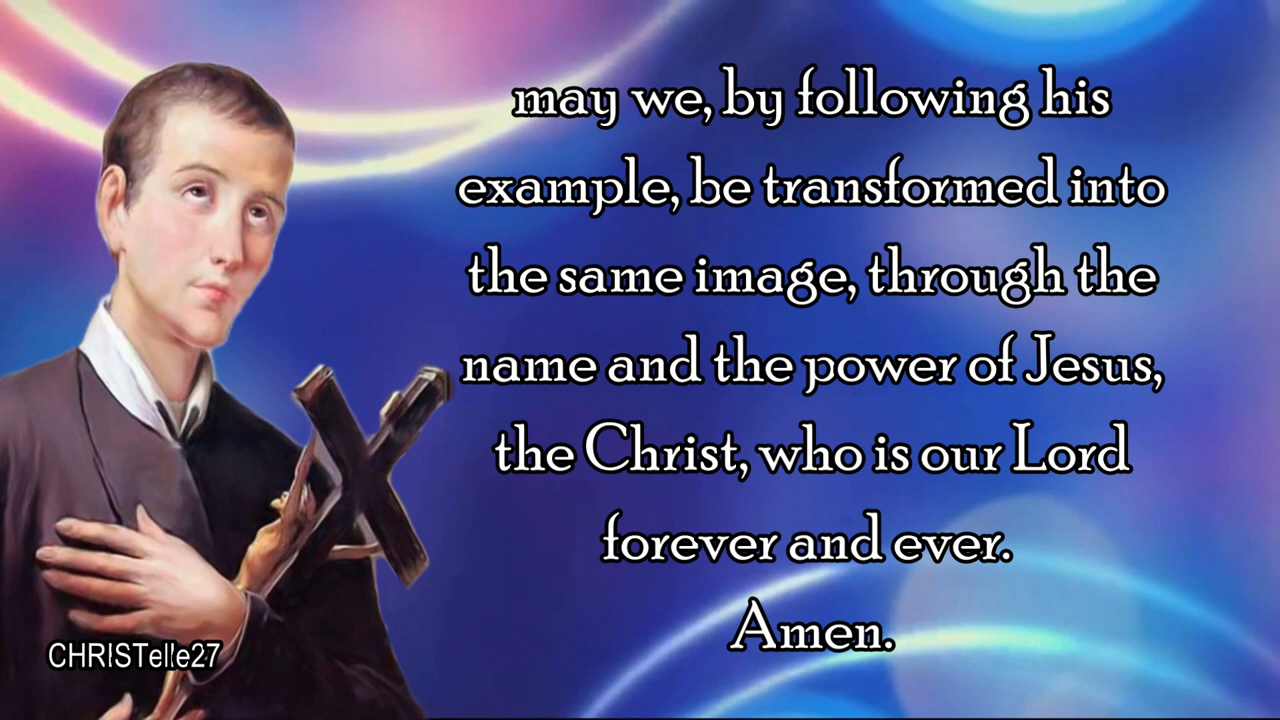 may we, by following his
example, be transformed into
the same image, through the
name and the power of Jesus,
the Christ, who is our Lord
forever and ever.
Amen.
CHRISTelle27